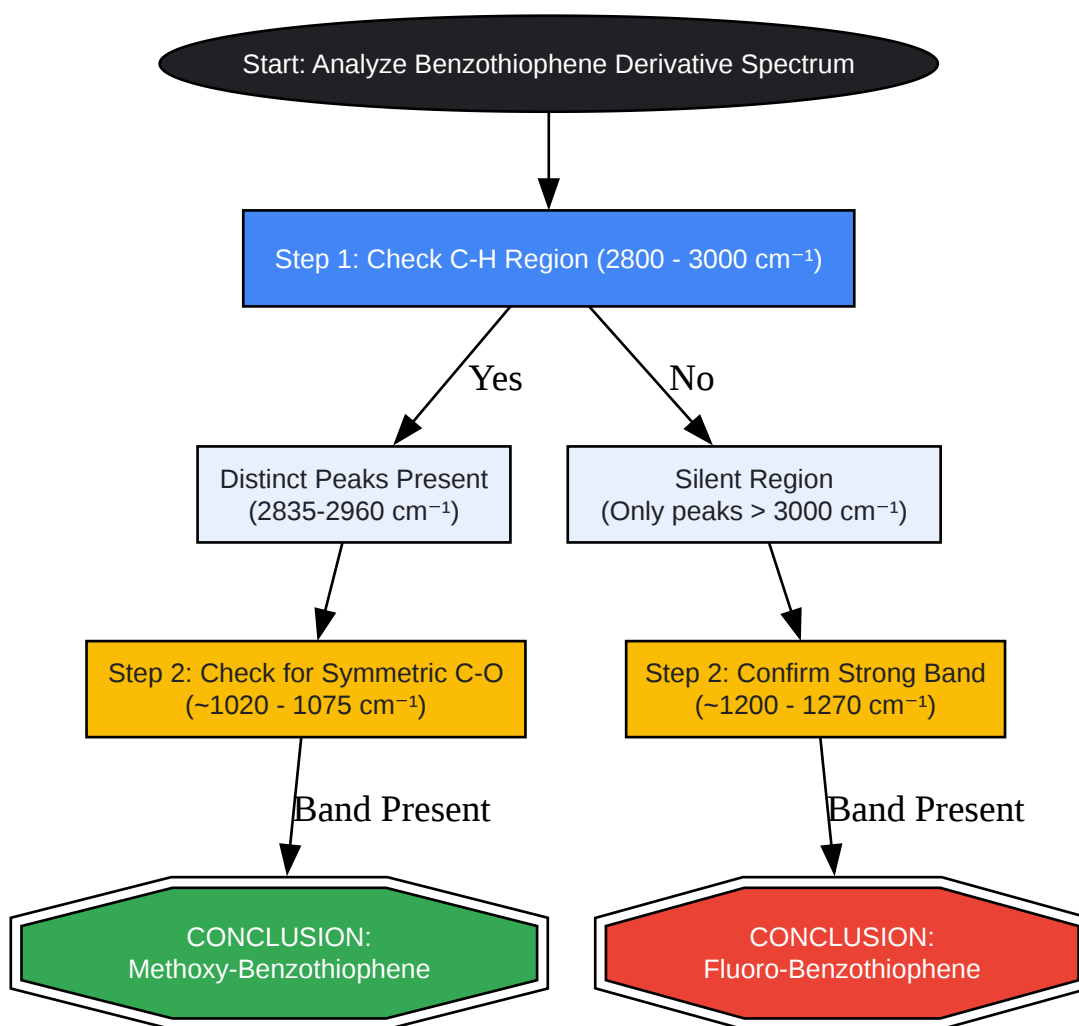 Start: Analyze Benzothiophene Derivative Spectrum
Step 1: Check C-H Region (2800 - 3000 cm⁻¹)
Yes
No
Distinct Peaks Present
(2835-2960 cm⁻¹)
Silent Region
(Only peaks > 3000 cm⁻¹)
Step 2: Check for Symmetric C-O
(~1020 - 1075 cm⁻¹)
Step 2: Confirm Strong Band
(~1200 - 1270 cm⁻¹)
Band Present
Band Present
CONCLUSION:
Methoxy-Benzothiophene
CONCLUSION:
Fluoro-Benzothiophene